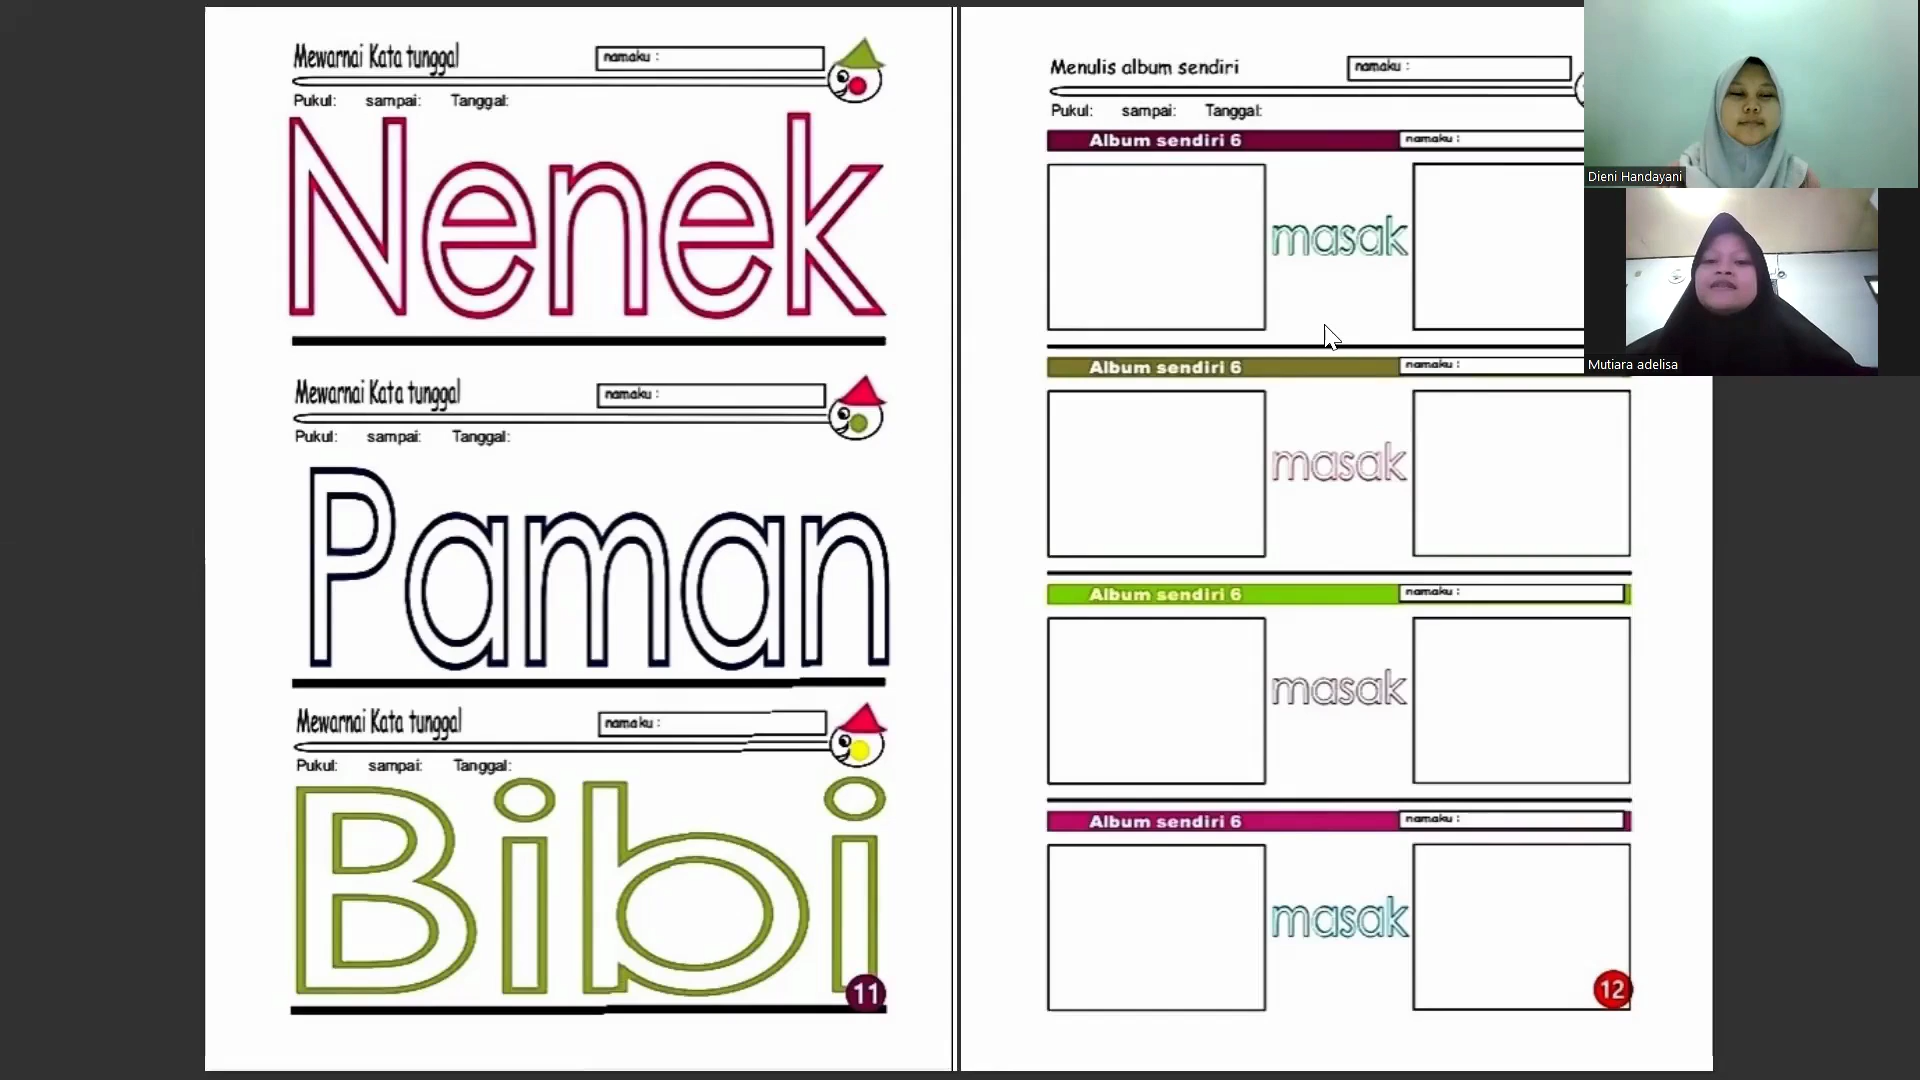 Mewarnai Kata tunggal
namaku :
Pukul: sampai: Tanggal:
Nenek
Mewarnai Kata tunggal
namaku :
Pukul: sampai: Tanggal:
Paman
Mewarnai Kata tunggal
namaku :
Pukul: sampai: Tanggal:
Bibi
11
Menulis album sendiri
namaku :
Pukul: sampai: Tanggal:
Album sendiri 6
namaku :
masak
Album sendiri 6
namaku :
masak
Album sendiri 6
namaku :
masak
Album sendiri 6
namaku :
masak
12
Dieni Handayani
Mutiara adelisa